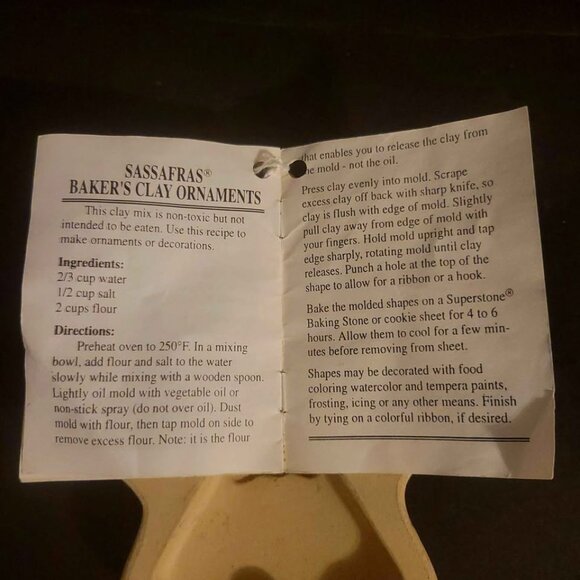 SASSAFRAS®
BAKER'S CLAY ORNAMENTS
This clay mix is non-toxic but not
intended to be eaten. Use this recipe to
make ornaments or decorations.
Ingredients:
2/3 cup water
1/2 cup salt
2 cups flour
Directions:
Preheat oven to 250°F. In a mixing
bowl, add flour and salt to the water
slowly while mixing with a wooden spoon.
Lightly oil mold with vegetable oil or
non-stick spray (do not over oil). Dust
mold with flour, then tap mold on side to
remove excess flour. Note: it is the flour
that enables you to release the clay from
the mold - not the oil.
Press clay evenly into mold. Scrape
excess clay off back with sharp knife, so
clay is flush with edge of mold. Slightly
pull clay away from edge of mold with
your fingers. Hold mold upright and tap
edge sharply, rotating mold until clay
releases. Punch a hole at the top of the
shape to allow for a ribbon or a hook.
Bake the molded shapes on a Superstone®
Baking Stone or cookie sheet for 4 to 6
hours. Allow them to cool for a few min-
utes before removing from sheet.
Shapes may be decorated with food
coloring watercolor and tempera paints,
frosting, icing or any other means. Finish
by tying on a colorful ribbon, if desired.